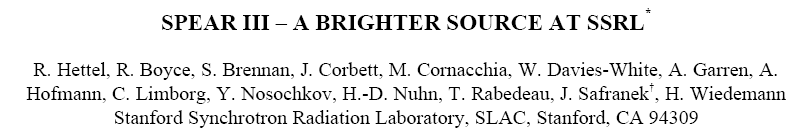 SPEAR III – A BRIGHTER SOURCE AT SSRL*
R. Hettel, R. Boyce, S. Brennan, J. Corbett, M. Cornacchia, W. Davies-White, A. Garren, A.
Hofmann, C. Limborg, Y. Nosochkov, H.-D. Nuhn, T. Rabedeau, J. Safranek†, H. Wiedemann
Stanford Synchrotron Radiation Laboratory, SLAC, Stanford, CA 94309